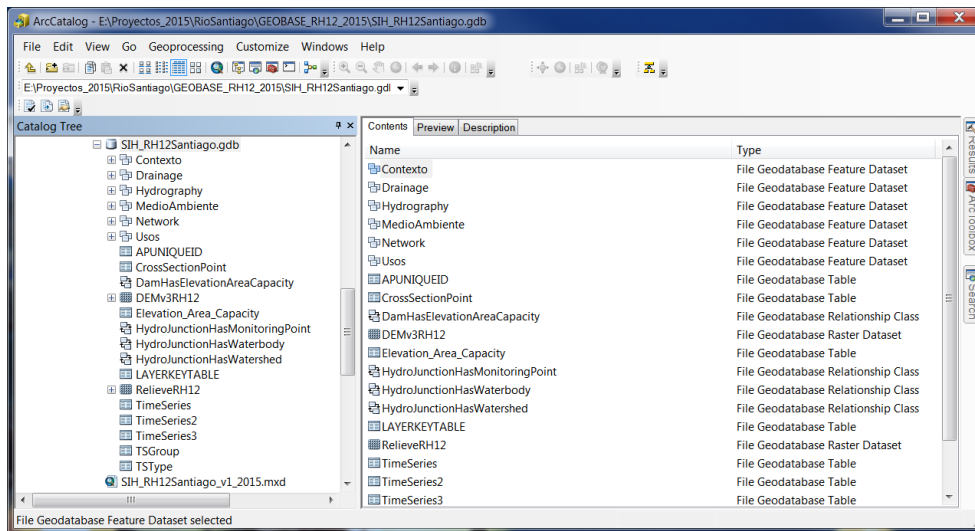 ArcCatalog - E:\Proyectos_2015\RioSantiago\GEOBASE_RH12_2015\SIH_RH12Santiago.gdb
File Edit View Go Geoprocessing Customize Windows Help
E:\Proyectos_2015\RioSantiago\GEOBASE_RH12_2015\SIH_RH12Santiago.gdl
Catalog Tree
SIH_RH12Santiago.gdb
Contexto
Drainage
Hydrography
MedioAmbiente
Network
Usos
APUNIQUEID
CrossSectionPoint
DamHasElevationAreaCapacity
DEMv3RH12
Elevation_Area_Capacity
HydroJunctionHasMonitoringPoint
HydroJunctionHasWaterbody
HydroJunctionHasWatershed
LAYERKEYTABLE
RelieveRH12
TimeSeries
TimeSeries2
TimeSeries3
TSGroup
TSType
SIH_RH12Santiago_v1_2015.mxd
Contents Preview Description
Name Type
Contexto File Geodatabase Feature Dataset
Drainage File Geodatabase Feature Dataset
Hydrography File Geodatabase Feature Dataset
MedioAmbiente File Geodatabase Feature Dataset
Network File Geodatabase Feature Dataset
Usos File Geodatabase Feature Dataset
APUNIQUEID File Geodatabase Table
CrossSectionPoint File Geodatabase Table
DamHasElevationAreaCapacity File Geodatabase Relationship Class
DEMv3RH12 File Geodatabase Raster Dataset
Elevation_Area_Capacity File Geodatabase Table
HydroJunctionHasMonitoringPoint File Geodatabase Relationship Class
HydroJunctionHasWaterbody File Geodatabase Relationship Class
HydroJunctionHasWatershed File Geodatabase Relationship Class
LAYERKEYTABLE File Geodatabase Table
RelieveRH12 File Geodatabase Raster Dataset
TimeSeries File Geodatabase Table
TimeSeries2 File Geodatabase Table
TimeSeries3 File Geodatabase Table
Results
ArcToolbox
Search
File Geodatabase Feature Dataset selected